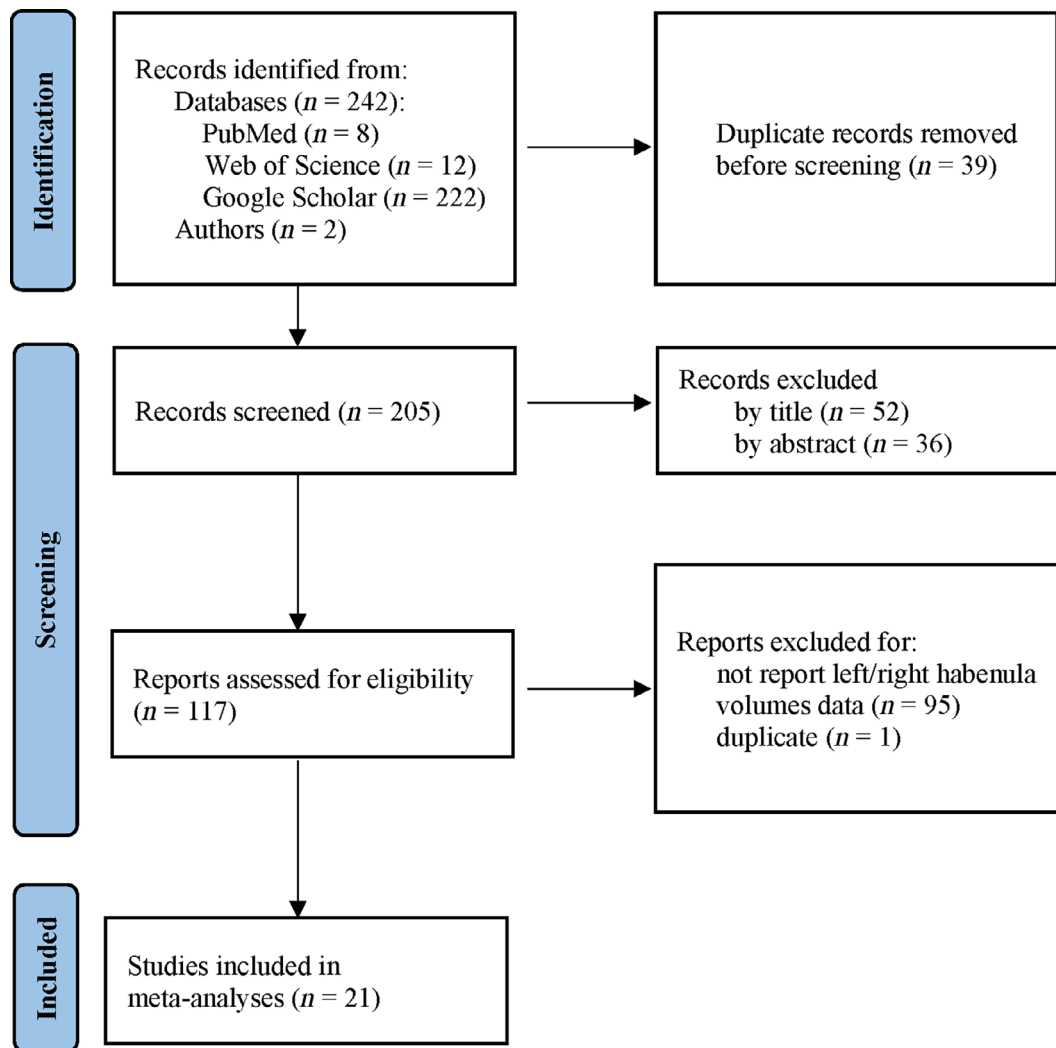 Identification
Records identified from:
Databases (n = 242):
PubMed (n = 8)
Web of Science (n = 12)
Google Scholar (n = 222)
Authors (n = 2)
Duplicate records removed
before screening (n = 39)
Screening
Records screened (n = 205)
Records excluded
by title (n = 52)
by abstract (n = 36)
Reports assessed for eligibility
(n = 117)
Reports excluded for:
not report left/right habenula
volumes data (n = 95)
duplicate (n = 1)
Included
Studies included in
meta-analyses (n = 21)